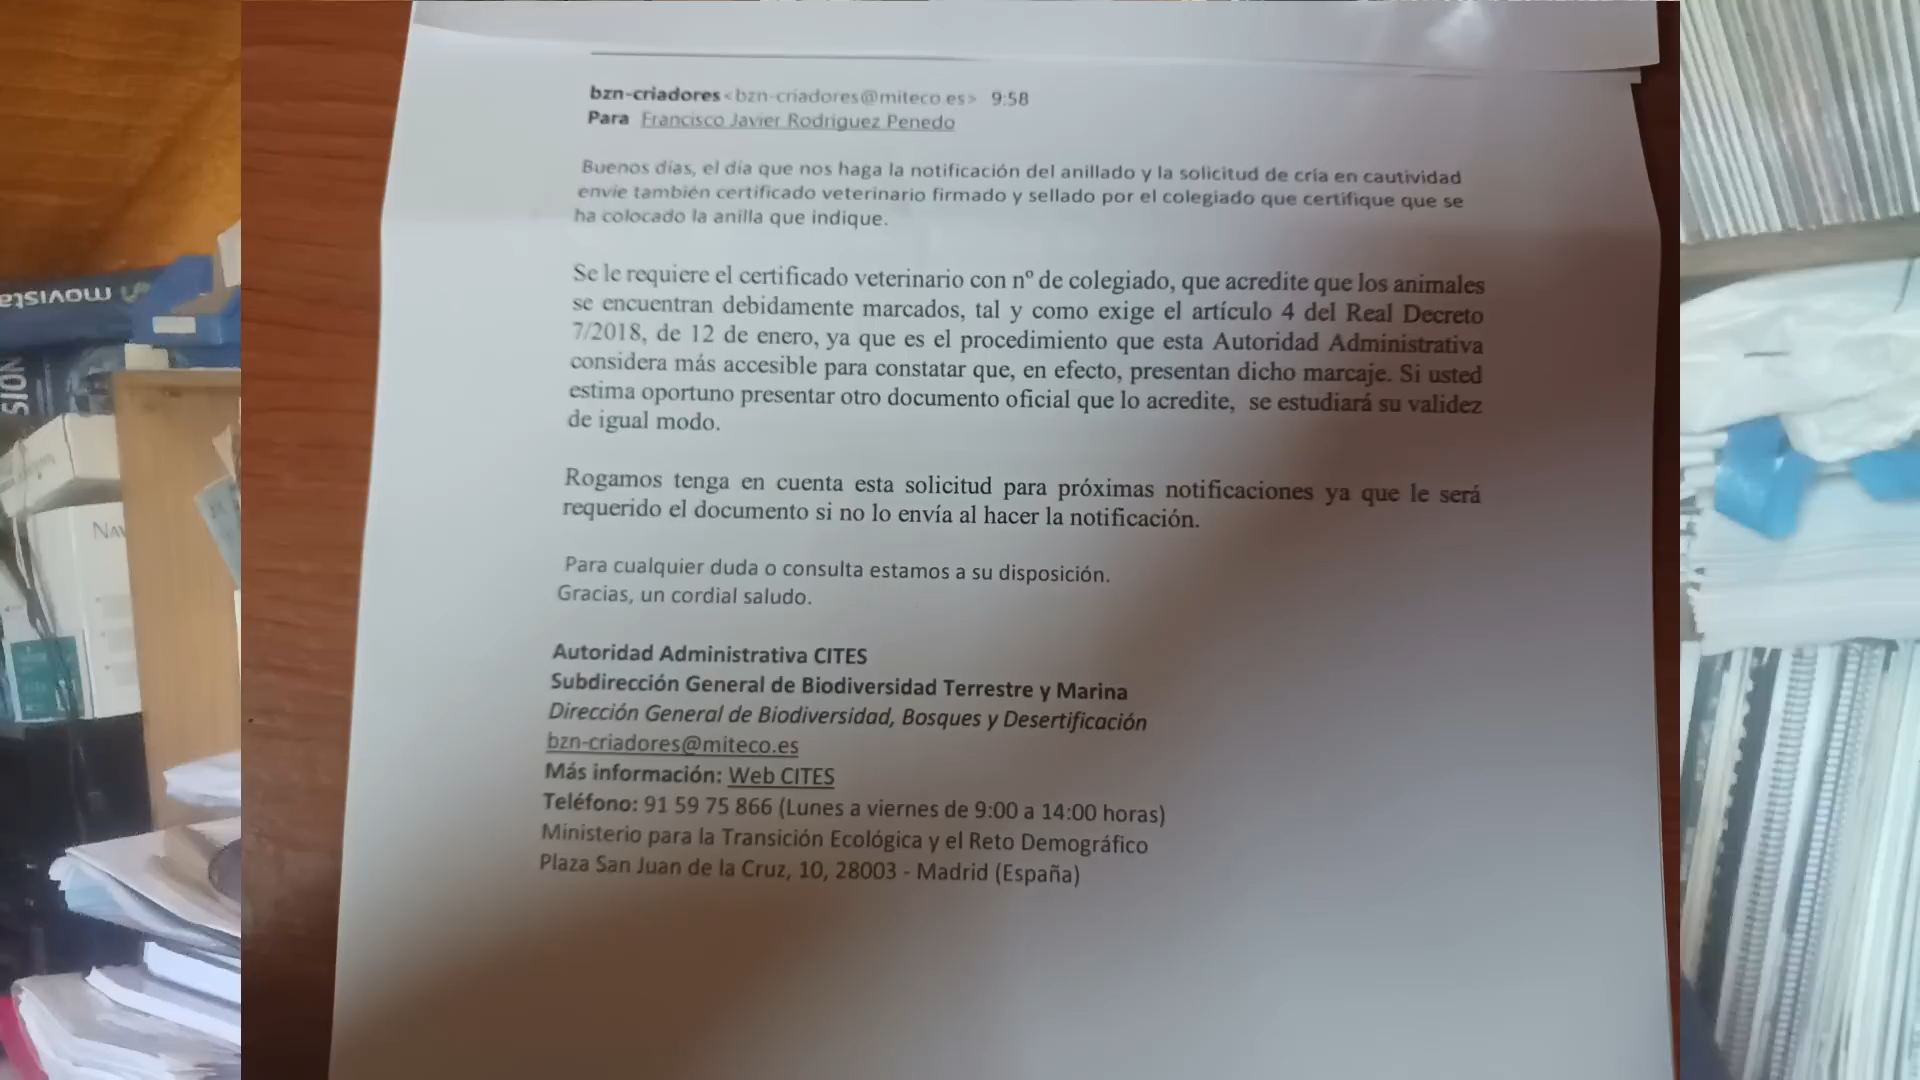 bzn-criadores <bzn-criadores@miteco.es> 9:58
Para Francisco Javier Rodriguez Penedo
Buenos días, el día que nos haga la notificación del anillado y la solicitud de cría en cautividad
envíe también certificado veterinario firmado y sellado por el colegiado que certifique que se
ha colocado la anilla que indique.
Se le requiere el certificado veterinario con nº de colegiado, que acredite que los animales
se encuentran debidamente marcados, tal y como exige el artículo 4 del Real Decreto
7/2018, de 12 de enero, ya que es el procedimiento que esta Autoridad Administrativa
considera más accesible para constatar que, en efecto, presentan dicho marcaje. Si usted
estima oportuno presentar otro documento oficial que lo acredite, se estudiará su validez
de igual modo.
Rogamos tenga en cuenta esta solicitud para próximas notificaciones ya que le será
requerido el documento si no lo envía al hacer la notificación.
Para cualquier duda o consulta estamos a su disposición.
Gracias, un cordial saludo.
Autoridad Administrativa CITES
Subdirección General de Biodiversidad Terrestre y Marina
Dirección General de Biodiversidad, Bosques y Desertificación
bzn-criadores@miteco.es
Más información: Web CITES
Teléfono: 91 59 75 866 (Lunes a viernes de 9:00 a 14:00 horas)
Ministerio para la Transición Ecológica y el Reto Demográfico
Plaza San Juan de la Cruz, 10, 28003 - Madrid (España)
movista
SION
NAV